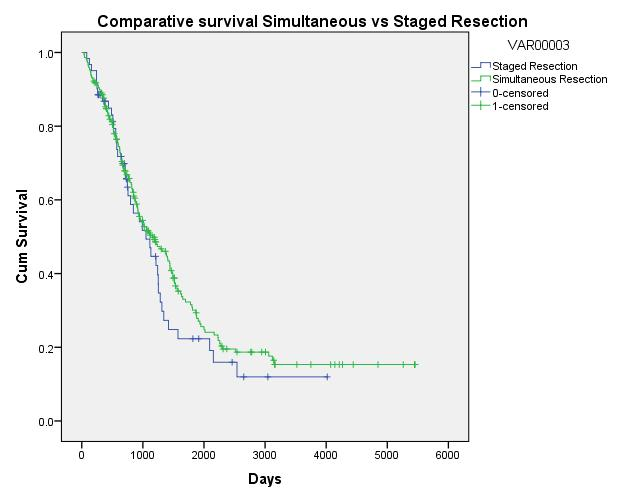 Comparative survival Simultaneous vs Staged Resection
VAR00003
Staged Resection
Simultaneous Resection
0-censored
1-censored
Cum Survival
1.0
0.8
0.6
0.4
0.2
0.0
0 1000 2000 3000 4000 5000 6000
Days